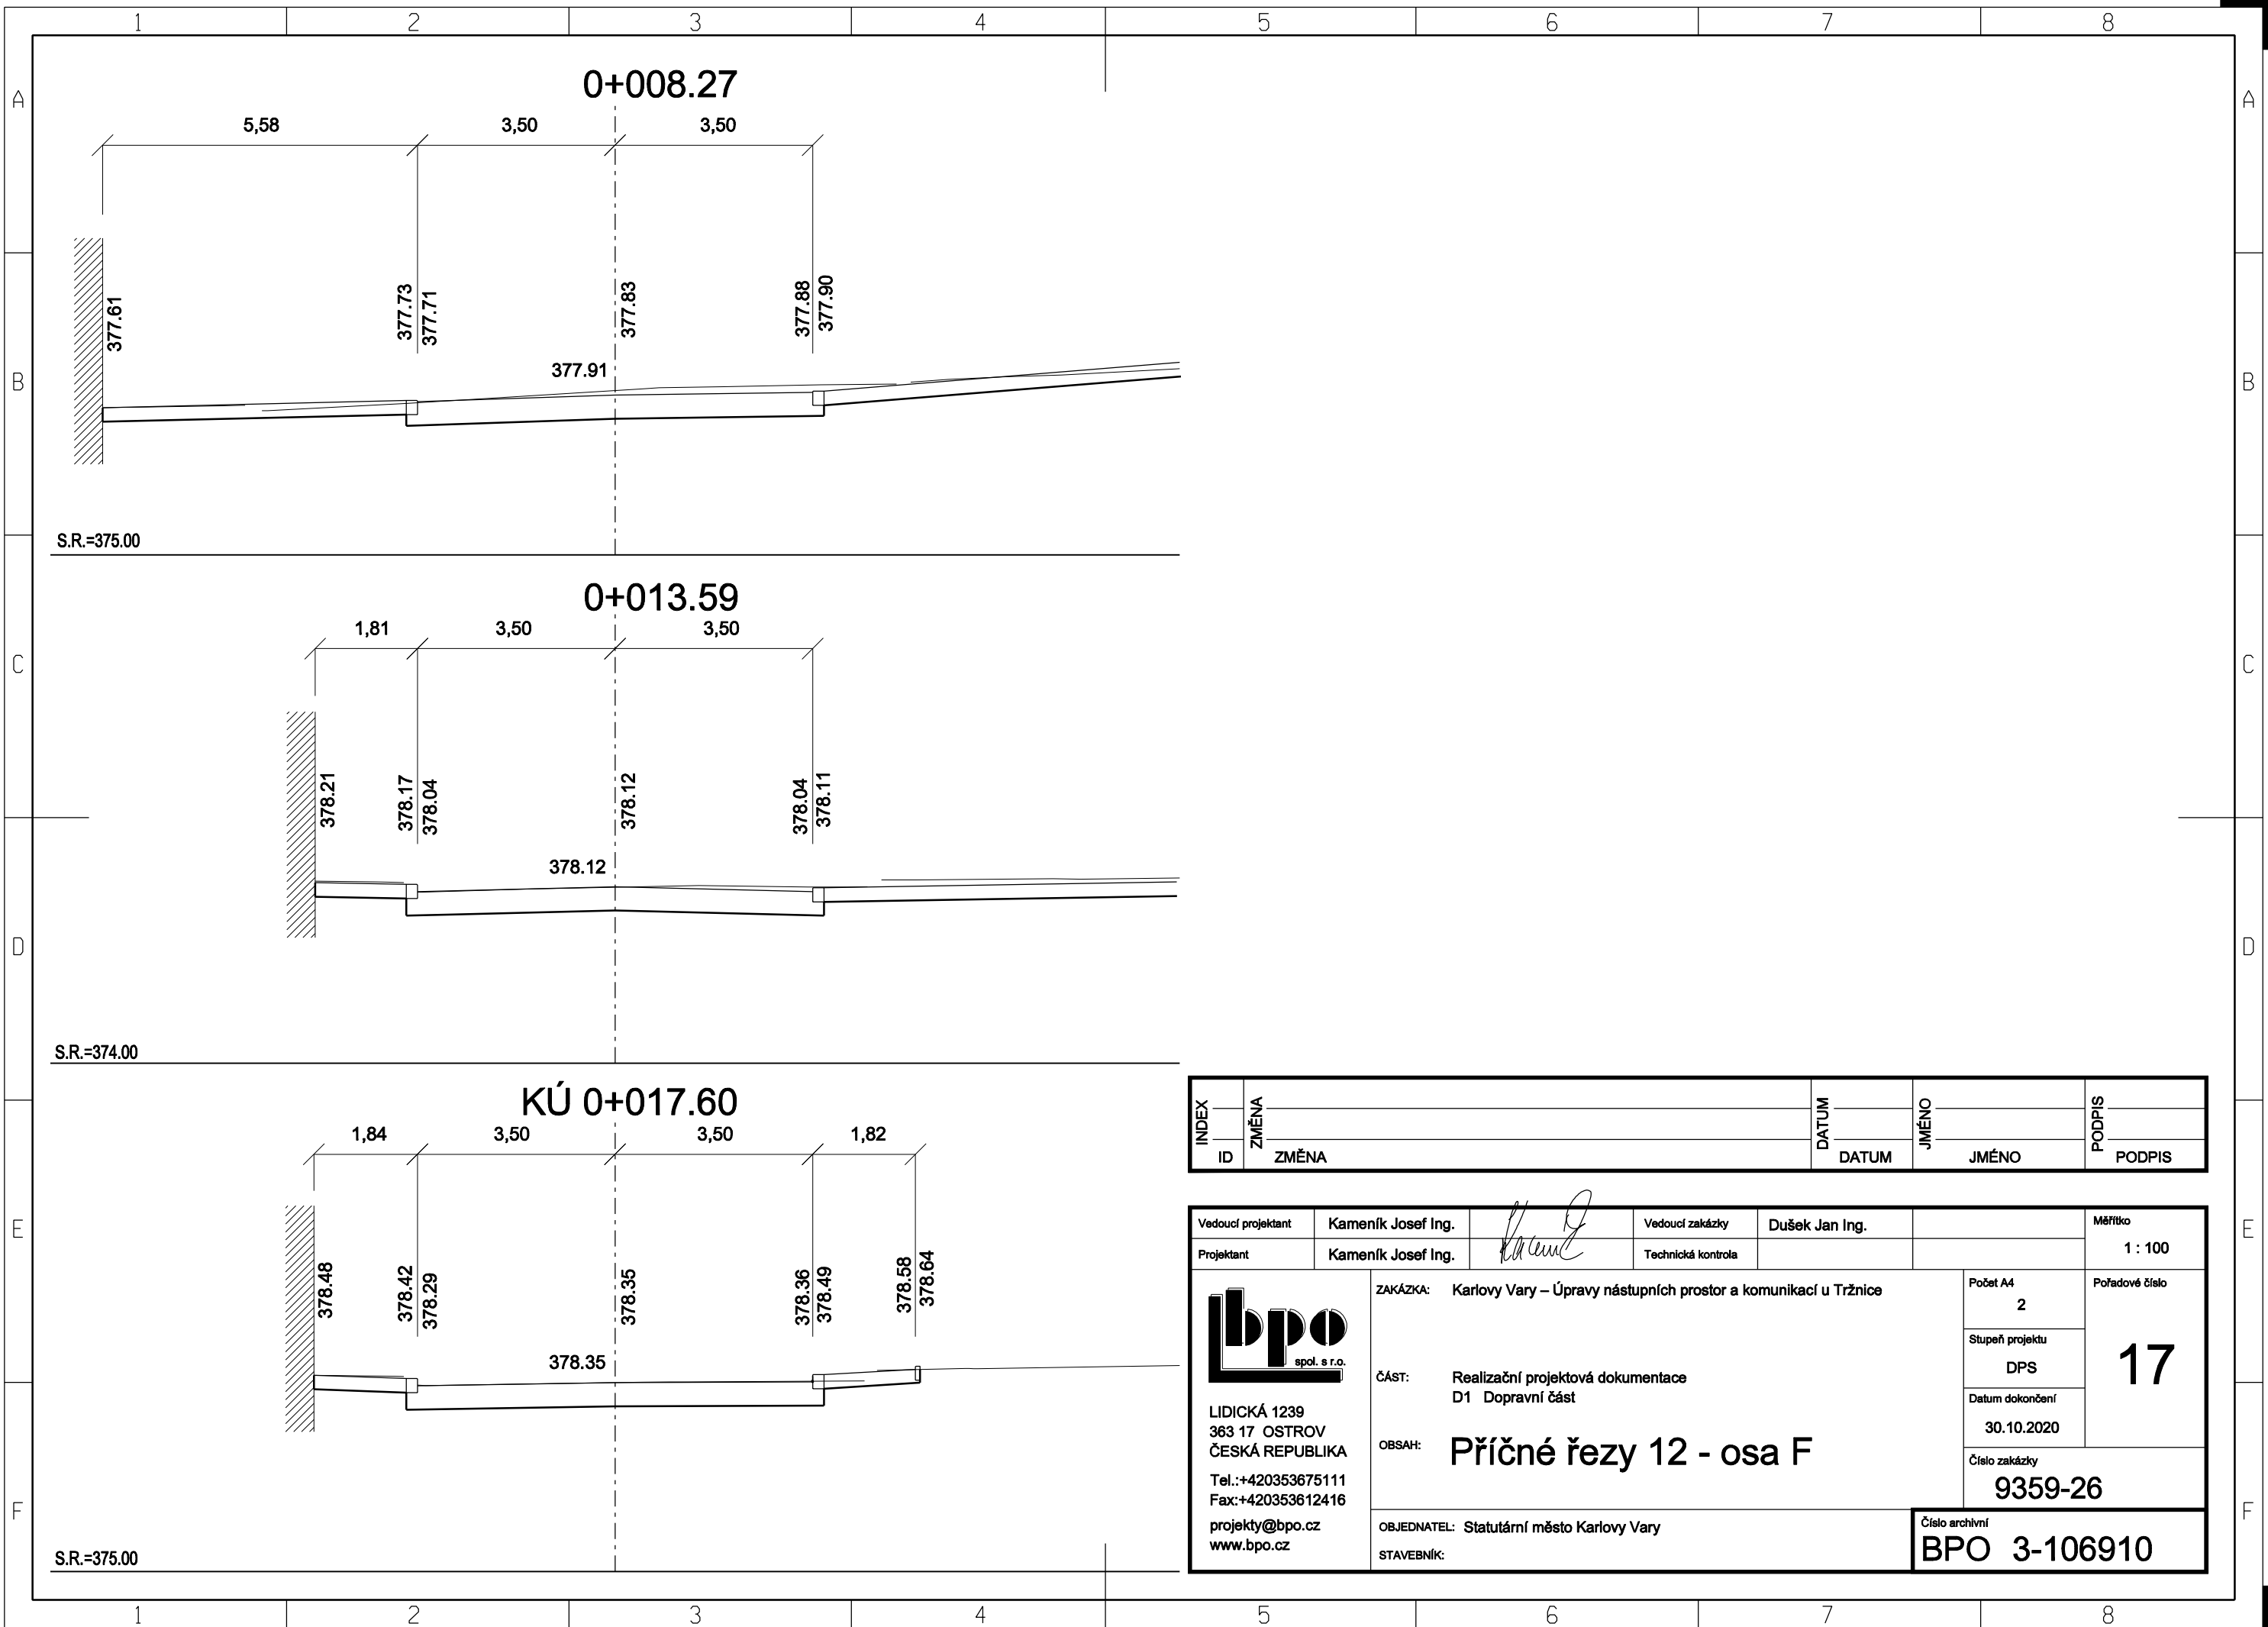 1 2 3 4 5 6 7 8
A A
B B
C C
D D
E E
F F
0+008.27
5,58 3,50 3,50
377.61
377.73
377.71
377.83
377.88
377.90
377.91
S.R.=375.00
0+013.59
1,81 3,50 3,50
378.21
378.17
378.04
378.12
378.04
378.11
378.12
S.R.=374.00
KÚ 0+017.60
1,84 3,50 3,50 1,82
378.48
378.42
378.29
378.35
378.36
378.49
378.58
378.64
378.35
S.R.=375.00
INDEX ZMĚNA DATUM JMÉNO PODPIS
ID ZMĚNA DATUM JMÉNO PODPIS
Vedoucí projektant Kameník Josef Ing. Vedoucí zakázky Dušek Jan Ing. Měřítko
1 : 100
Projektant Kameník Josef Ing. Technická kontrola
bpo
spol. s r.o.
LIDICKÁ 1239
363 17 OSTROV
ČESKÁ REPUBLIKA
Tel.:+420353675111
Fax:+420353612416
projekty@bpo.cz
www.bpo.cz
ZAKÁZKA: Karlovy Vary – Úpravy nástupních prostor a komunikací u Tržnice
ČÁST: Realizační projektová dokumentace
D1 Dopravní část
OBSAH: Příčné řezy 12 - osa F
OBJEDNATEL: Statutární město Karlovy Vary
STAVEBNÍK:
Počet A4
2
Stupeň projektu
DPS
Datum dokončení
30.10.2020
Pořadové číslo
17
Číslo zakázky
9359-26
Číslo archivní
BPO 3-106910
1 2 3 4 5 6 7 8